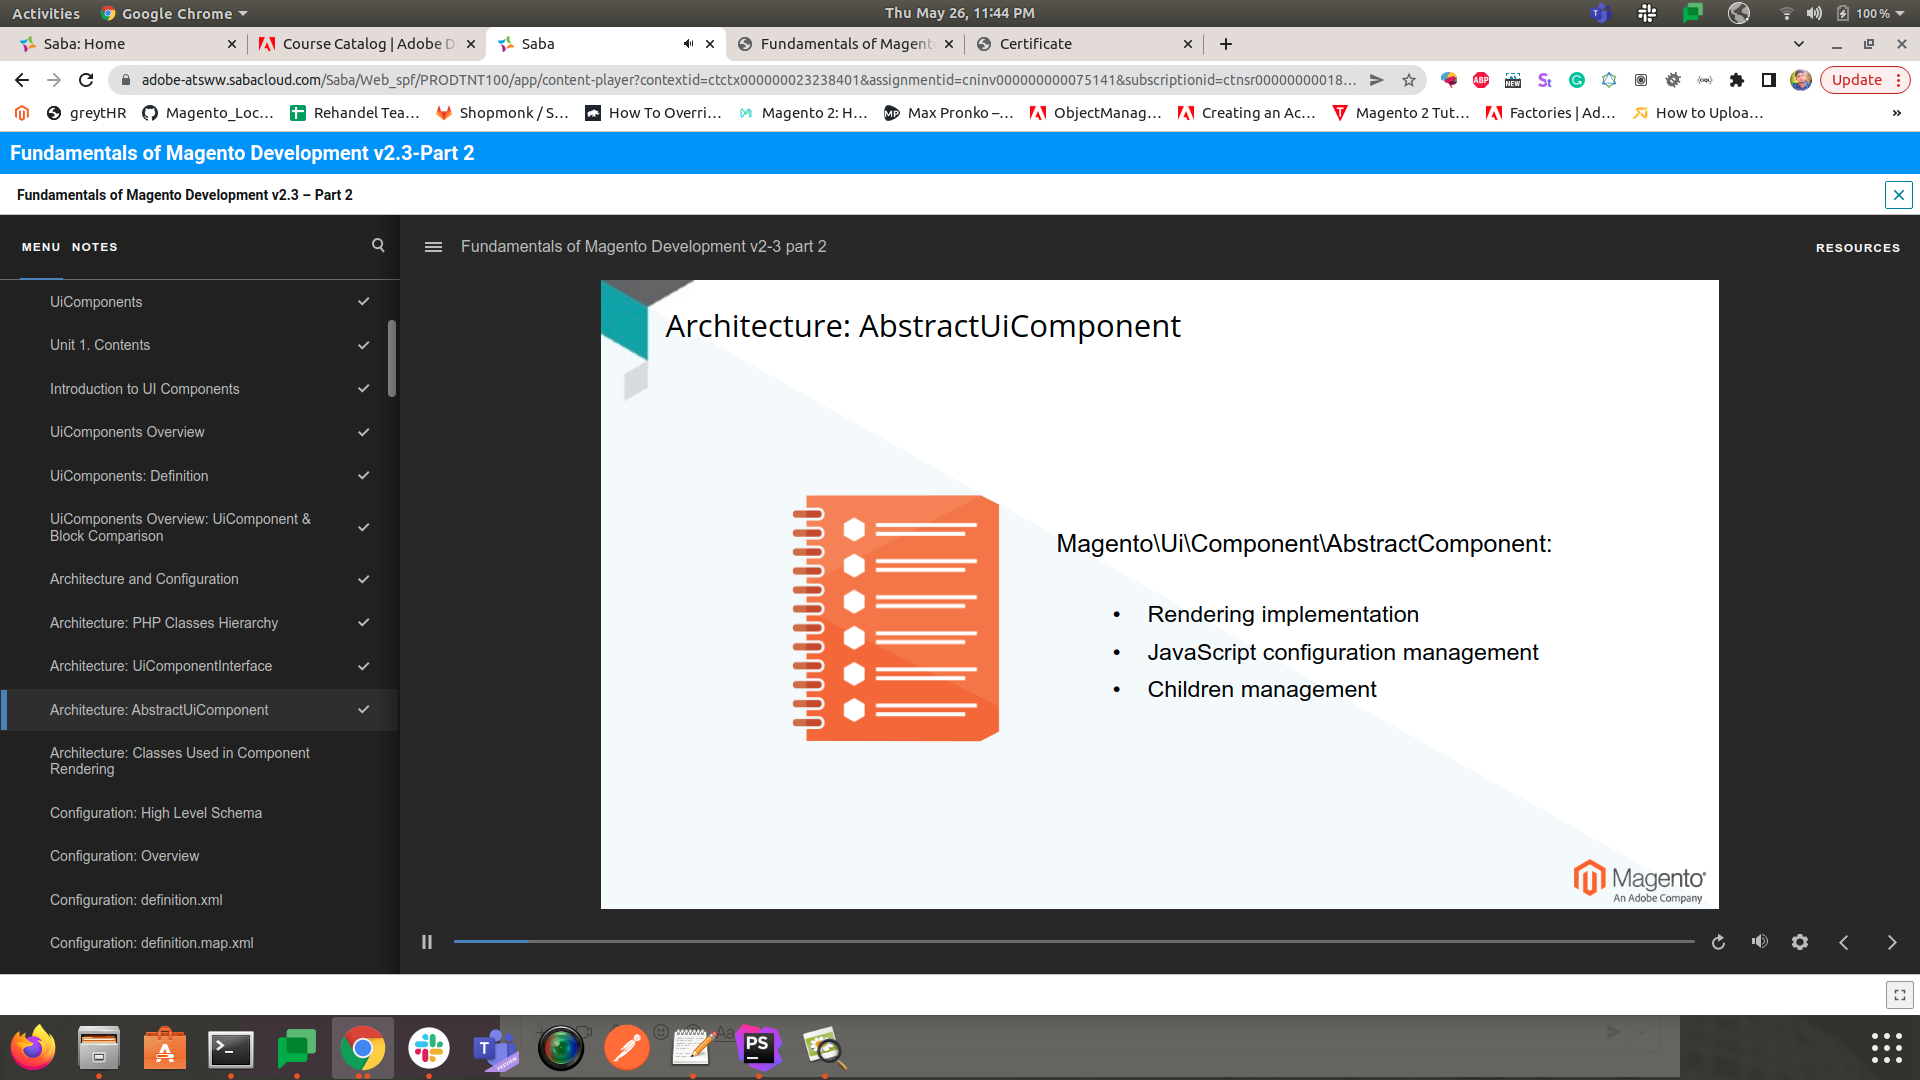 Activities Google Chrome Thu May 26, 11:44 PM 100 %
Saba: Home Course Catalog | Adobe D Saba Fundamentals of Magent Certificate
adobe-atsww.sabacloud.com/Saba/Web_spf/PRODTNT100/app/content-player?contextid=ctctx000000023238401&assignmentid=cninv000000000075141&subscriptionid=ctnsr00000000018... ABP NEW St Update
greytHR Magento_Loc... Rehandel Tea... Shopmonk / S... How To Overri... Magento 2: H... Max Pronko –... ObjectManag... Creating an Ac... Magento 2 Tut... Factories | Ad... How to Uploa... »
Fundamentals of Magento Development v2.3-Part 2
Fundamentals of Magento Development v2.3 – Part 2
MENU NOTES
Fundamentals of Magento Development v2-3 part 2
RESOURCES
UiComponents
Unit 1. Contents
Introduction to UI Components
UiComponents Overview
UiComponents: Definition
UiComponents Overview: UiComponent &
Block Comparison
Architecture and Configuration
Architecture: PHP Classes Hierarchy
Architecture: UiComponentInterface
Architecture: AbstractUiComponent
Architecture: Classes Used in Component
Rendering
Configuration: High Level Schema
Configuration: Overview
Configuration: definition.xml
Configuration: definition.map.xml
Architecture: AbstractUiComponent
Magento\Ui\Component\AbstractComponent:
• Rendering implementation
• JavaScript configuration management
• Children management
Magento
An Adobe Company
PS